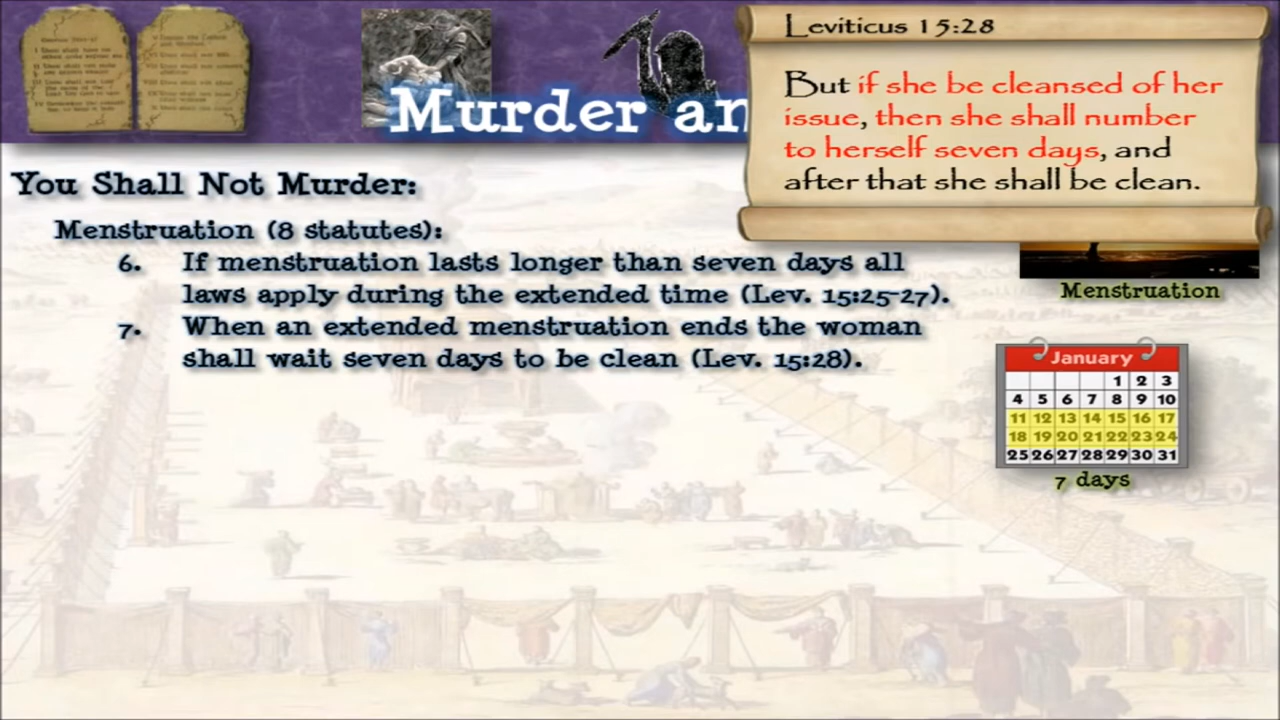 Murder an
Leviticus 15:28
But if she be cleansed of her
issue, then she shall number
to herself seven days, and
after that she shall be clean.
You Shall Not Murder:
Menstruation (8 statutes):
6. If menstruation lasts longer than seven days all
laws apply during the extended time (Lev. 15:25-27).
7. When an extended menstruation ends the woman
shall wait seven days to be clean (Lev. 15:28).
Menstruation
January
1 2 3
4 5 6 7 8 9 10
11 12 13 14 15 16 17
18 19 20 21 22 23 24
25 26 27 28 29 30 31
7 days